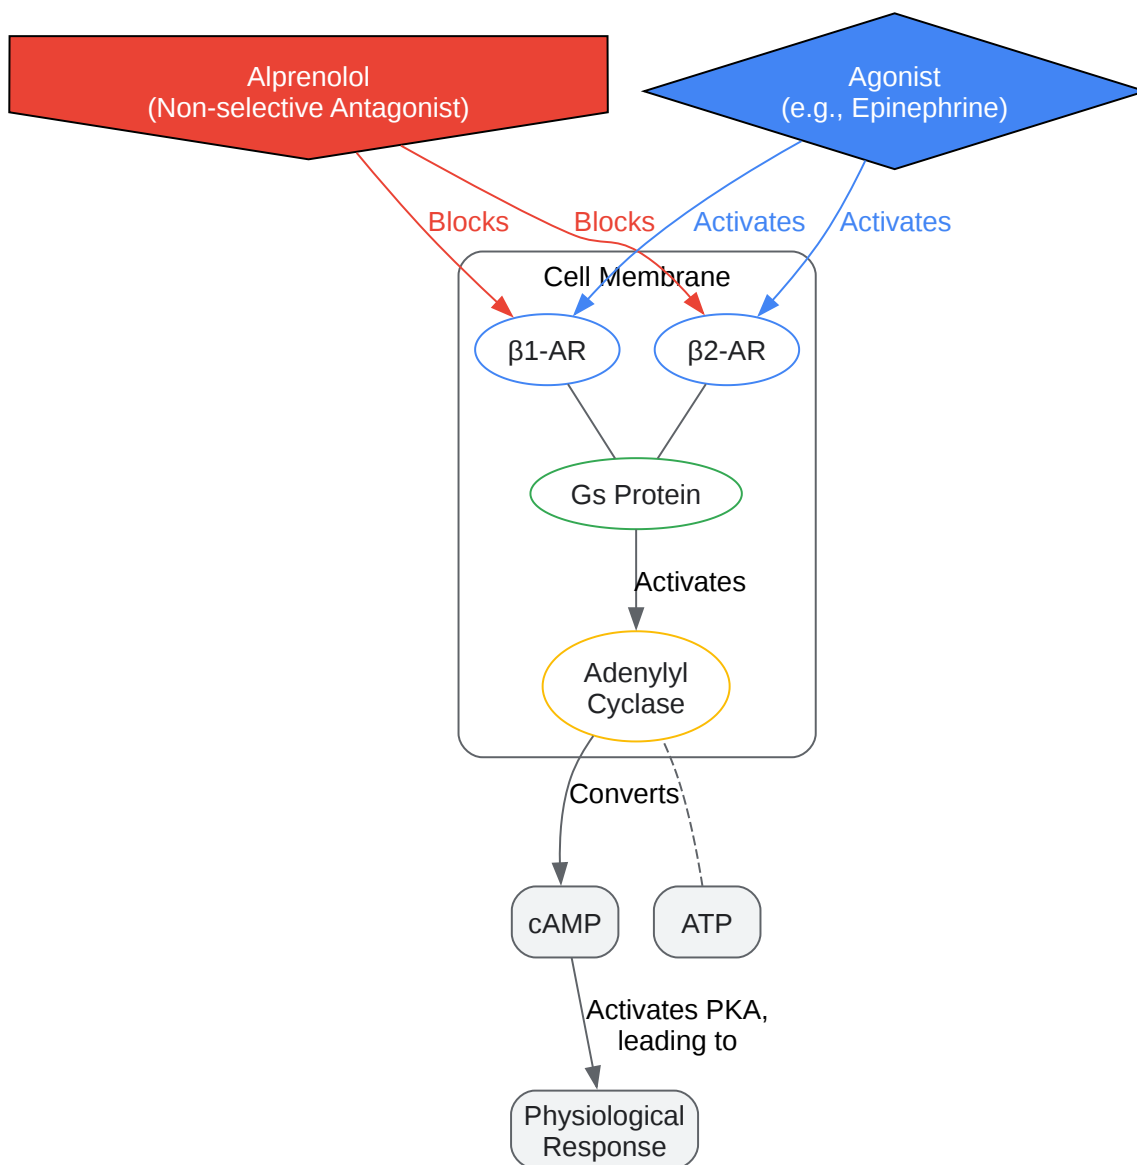 Alprenolol
(Non-selective Antagonist)
Agonist
(e.g., Epinephrine)
Blocks
Blocks
Activates
Activates
Cell Membrane
β1-AR
β2-AR
Gs Protein
Activates
Adenylyl
Cyclase
Converts
cAMP
ATP
Activates PKA,
leading to
Physiological
Response